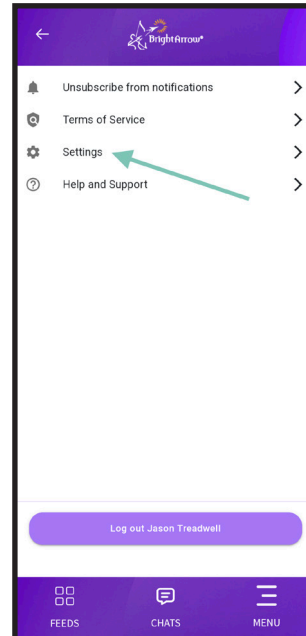 BrightArrow®
Unsubscribe from notifications
Terms of Service
Settings
Help and Support
Log out Jason Treadwell
FEEDS CHATS MENU